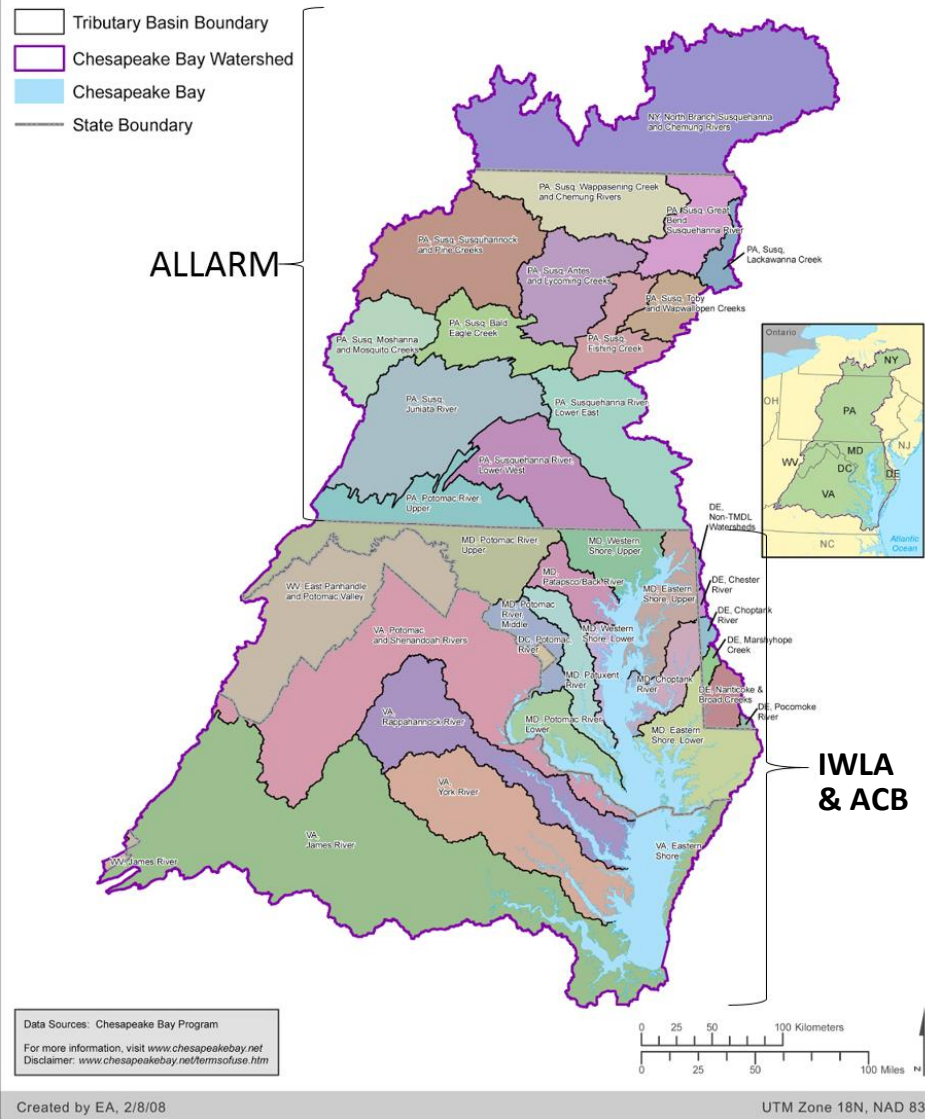 Tributary Basin Boundary
Chesapeake Bay Watershed
Chesapeake Bay
State Boundary
NY, North Branch Susquehanna
and Chemung Rivers
PA, Susq, Wappasening Creek
and Chemung Rivers
PA, Susq, Great
Bend
Susquehanna River
PA, Susq, Susquhannock
and Pine Creeks
ALLARM
PA, Susq,
Lackawanna Creek
PA, Susq, Antes
and Lycoming Creeks
PA, Susq, Toby
and Wapwallopen Creeks
PA, Susq, Bald
Eagle Creek
PA, Susq, Moshanna
and Mosquito Creeks
PA, Susq,
Fishing Creek
PA, Susq,
Juniata River
PA, Susquehanna River
Lower East
PA, Susquehanna River,
Lower West
PA, Potomac River,
Upper
Ontario
NY
OH
PA
NJ
MD
WV
DC
DE
VA
NC
Atlantic
Ocean
DE,
Non-TMDL
Watersheds
MD, Potomac River,
Upper
MD, Western
Shore, Upper
MD,
Patapsco/Back River
MD, Eastern
Shore, Upper
DE, Chester
River
WV, East Panhandle
and Potomac Valley
MD, Potomac
River,
Middle
DE, Choptank
River
VA, Potomac
and Shenandoah Rivers
MD, Western
Shore, Lower
DC, Potomac
River
DE, Marshyhope
Creek
MD, Patuxent
River
MD, Choptank
River
DE, Nanticoke &
Broad Creeks
DE, Pocomoke
River
VA,
Rappahannock River
MD, Potomac River,
Lower
MD, Eastern
Shore, Lower
IWLA
& ACB
VA,
York River
VA,
James River
VA, Eastern
Shore
WV, James River
Data Sources: Chesapeake Bay Program
For more information, visit www.chesapeakebay.net
Disclaimer: www.chesapeakebay.net/termsofuse.htm
0 25 50 100 Kilometers
0 25 50 100 Miles
N
Created by EA, 2/8/08
UTM Zone 18N, NAD 83